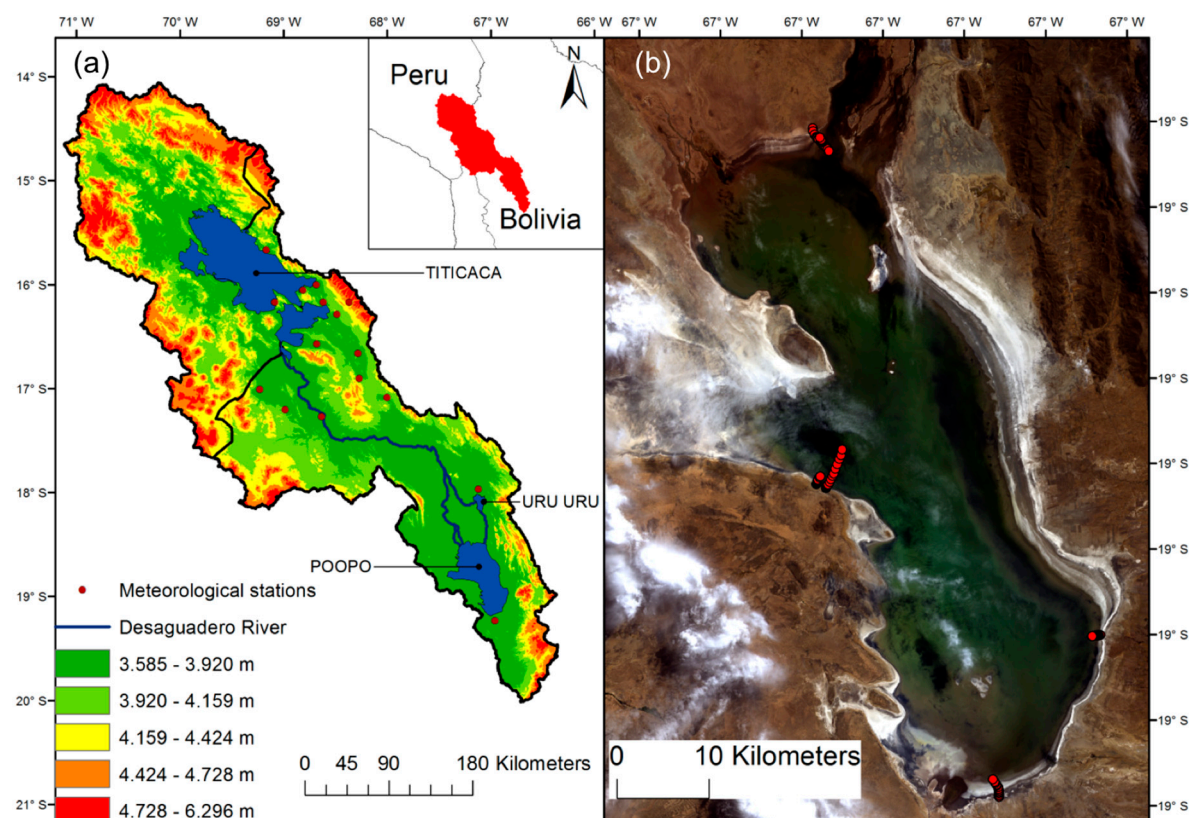 71° W 70° W 69° W 68° W 67° W 66° W
67° W 67° W 67° W 67° W 67° W 67° W 67° W
(a)
14° S
15° S
16° S
17° S
18° S
19° S
20° S
21° S
Peru
Bolivia
N
TITICACA
URU URU
POOPO
Meteorological stations
Desaguadero River
3.585 - 3.920 m
3.920 - 4.159 m
4.159 - 4.424 m
4.424 - 4.728 m
4.728 - 6.296 m
0 45 90 180 Kilometers
(b)
0 10 Kilometers
19° S
19° S
19° S
19° S
19° S
19° S
19° S
19° S
19° S